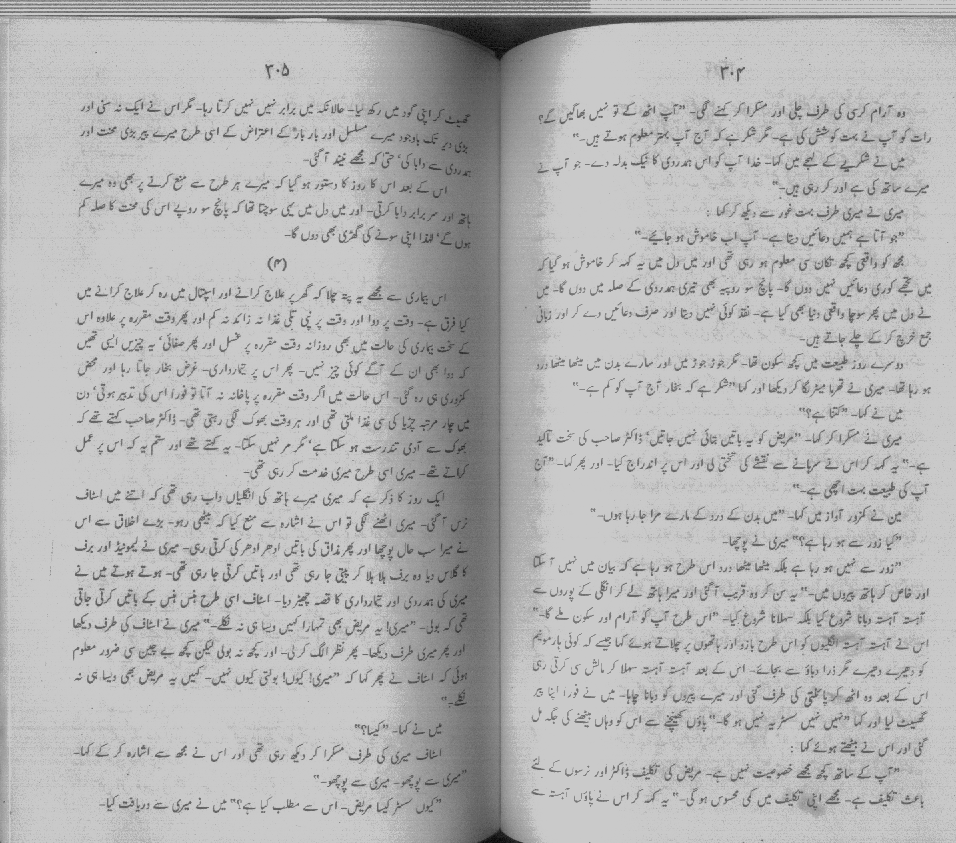 ۳۰۴
وہ آرام کرسی کی طرف چلی اور مسکرا کر کہنے لگی۔ "آپ اٹھ کے تو نہیں بھاگیں گے؟
رات کو آپ نے بہت کوشش کی ہے۔ مگر شکر ہے کہ آج آپ بہتر معلوم ہوتے ہیں۔"
میں نے شکریے کے لہجے میں کہا۔ خدا آپ کو اس ہمدردی کا نیک بدلہ دے۔ جو آپ نے
میرے ساتھ کی ہے اور کر رہی ہیں۔"
میری نے میری طرف بہت غور سے دیکھ کر کہا :
"جو آتا ہے ہمیں دعائیں دیتا ہے۔ آپ اب خاموش ہو جائیے۔"
مجھ کو واقعی کچھ تکان سی معلوم ہو رہی تھی اور میں دل میں یہ کہہ کر خاموش ہو گیا کہ
میں تجھے کوری دعائیں نہیں دوں گا۔ پانچ سو روپیہ بھی تیری ہمدردی کے صلہ میں دوں گا۔ میں
نے دل میں پھر سوچا واقعی دنیا بھی کیا ہے۔ نقد کوئی نہیں دیتا اور صرف دعائیں دے کر اور زبانی
جمع خرچ کر کے چلے جاتے ہیں۔
دوسرے روز طبیعت میں کچھ سکون تھا۔ مگر جوڑ جوڑ میں اور سارے بدن میں میٹھا میٹھا درد
ہو رہا تھا۔ میری نے تھرما میٹر لگا کر دیکھا اور کہا "شکر ہے کہ بخار آج آپ کو کم ہے۔"
میں نے کہا۔ "کتنا ہے؟"
میری نے مسکرا کر کہا۔ "مریض کو یہ باتیں بتائی نہیں جاتیں' ڈاکٹر صاحب کی سخت تاکید
ہے۔" یہ کہہ کر اس نے سرہانے سے نقشے کی تختی لی اور اس پر اندراج کیا۔ اور پھر کہا۔ "آج
آپ کی طبیعت بہت اچھی ہے۔"
میں نے کمزور آواز میں کہا۔ "میں بدن کے درد کے مارے مرا جا رہا ہوں۔"
"کیا زور سے ہو رہا ہے؟" میری نے پوچھا۔
"زور سے نہیں ہو رہا ہے بلکہ میٹھا میٹھا درد اس طرح ہو رہا ہے کہ بیان میں نہیں آ سکتا
اور خاص کر ہاتھ پیروں میں۔" یہ سن کر وہ قریب آ گئی اور میرا ہاتھ لے کر انگلی کے پوروں سے
آہستہ آہستہ دبانا شروع کیا بلکہ سہلانا شروع کیا۔ "اس طرح آپ کو آرام اور سکون ملے گا۔"
اس نے آہستہ آہستہ انگلیوں کو اس طرح بازو اور ہاتھوں پر چلاتے ہوئے کہا جیسے کہ کوئی ہارمونیم
کو دھیرے دھیرے مگر ذرا دباؤ سے بجائے۔ اس کے بعد آہستہ آہستہ سہلا کر مالش سی کرتی رہی
اس کے بعد وہ اٹھ کر پائنتی کی طرف گئی اور میرے پیروں کو دبانا چاہا۔ میں نے فوراً اپنا پیر
گھسیٹ لیا اور کہا "نہیں نہیں سسٹر یہ نہیں ہو گا۔" پاؤں کھینچنے سے اس کو وہاں بیٹھنے کی جگہ مل
گئی اور اس نے بیٹھتے ہوئے کہا :
"آپ کے ساتھ کچھ مجھے خصوصیت نہیں ہے۔ مریض کی تکلیف ڈاکٹر اور نرسوں کے لئے
باعث تکلیف ہے۔ مجھے اپنی تکلیف میں کمی محسوس ہو گی۔" یہ کہہ کر اس نے پاؤں آہستہ سے
۳۰۵
گھسیٹ کر اپنی گود میں رکھ لیا۔ حالانکہ میں برابر نہیں نہیں کرتا رہا۔ مگر اس نے ایک نہ سنی اور
بڑی دیر تک باوجود میرے مسلسل اور بار بار کے اعتراض کے اسی طرح میرے پیر بڑی محنت اور
ہمدردی سے دابا کی' حتیٰ کہ مجھے نیند آ گئی۔
اس کے بعد اس کا روز کا دستور ہو گیا کہ میرے ہر طرح سے منع کرنے پر بھی وہ میرے
ہاتھ اور سر برابر دابا کرتی۔ اور میں دل میں یہی سوچتا تھا کہ پانچ سو روپے اس کی محنت کا صلہ کم
ہوں گے' لہٰذا اپنی سونے کی گھڑی بھی دوں گا۔
(۴)
اس بیماری سے مجھے یہ پتہ چلا کہ گھر پر علاج کرانے اور اسپتال میں رہ کر علاج کرانے میں
کیا فرق ہے۔ وقت پر دوا اور وقت پر نپی تلی غذا نہ زائد نہ کم اور پھر وقت مقررہ پر علاوہ اس
کے سخت بیماری کی حالت میں بھی روزانہ وقت مقررہ پر غسل اور پھر صفائی' یہ چیزیں ایسی تھیں
کہ دوا بھی ان کے آگے کوئی چیز نہیں۔ پھر اس پر تیمارداری۔ غرض بخار جاتا رہا اور محض
کمزوری ہی رہ گئی۔ اس حالت میں اگر وقت مقررہ پر پاخانہ نہ آتا تو فوراً اس کی تدبیر ہوتی' دن
میں چار مرتبہ چڑیا کی سی غذا ملتی تھی اور ہر وقت بھوک لگی رہتی تھی۔ ڈاکٹر صاحب کہتے تھے کہ
بھوک سے آدمی تندرست ہو سکتا ہے' مگر مر نہیں سکتا۔ یہ کہتے تھے اور ستم یہ کہ اس پر عمل
کراتے تھے۔ میری اسی طرح میری خدمت کر رہی تھی۔
ایک روز کا ذکر ہے کہ میری میرے ہاتھ کی انگلیاں داب رہی تھی کہ اتنے میں اسٹاف
نرس آ گئی۔ میری اٹھنے لگی تو اس نے اشارہ سے منع کیا کہ بیٹھی رہو۔ بڑے اخلاق سے اس
نے میرا سب حال پوچھا اور پھر مذاق کی باتیں ادھر ادھر کی کرتی رہی۔ میری نے لیمونیڈ اور برف
کا گلاس دیا وہ برف ہلا ہلا کر پیتی جا رہی تھی اور باتیں کرتی جا رہی تھی۔ ہوتے ہوتے میں نے
میری کی ہمدردی اور تیمارداری کا قصہ چھیڑ دیا۔ اسٹاف اسی طرح ہنس ہنس کے باتیں کرتی جاتی
تھی کہ بولی۔ "میری! یہ مریض بھی تمہارا کہیں ویسا ہی نہ نکلے۔" میری نے اسٹاف کی طرف دیکھا
اور پھر میری طرف دیکھا۔ پھر نظر الگ کر لی۔ اور کچھ نہ بولی لیکن کچھ بے چین سی ضرور معلوم
ہوئی کہ اسٹاف نے پھر کہا کہ "میری! کیوں! بولتی کیوں نہیں۔ کہیں یہ مریض بھی ویسا ہی نہ
نکلے۔"
میں نے کہا۔ "کیسا؟"
اسٹاف میری کی طرف مسکرا کر دیکھ رہی تھی اور اس نے مجھ سے اشارہ کر کے کہا۔
"میری سے پوچھو۔ میری سے پوچھو۔"
"کیوں سسٹر کیسا مریض۔ اس سے مطلب کیا ہے؟" میں نے میری سے دریافت کیا۔